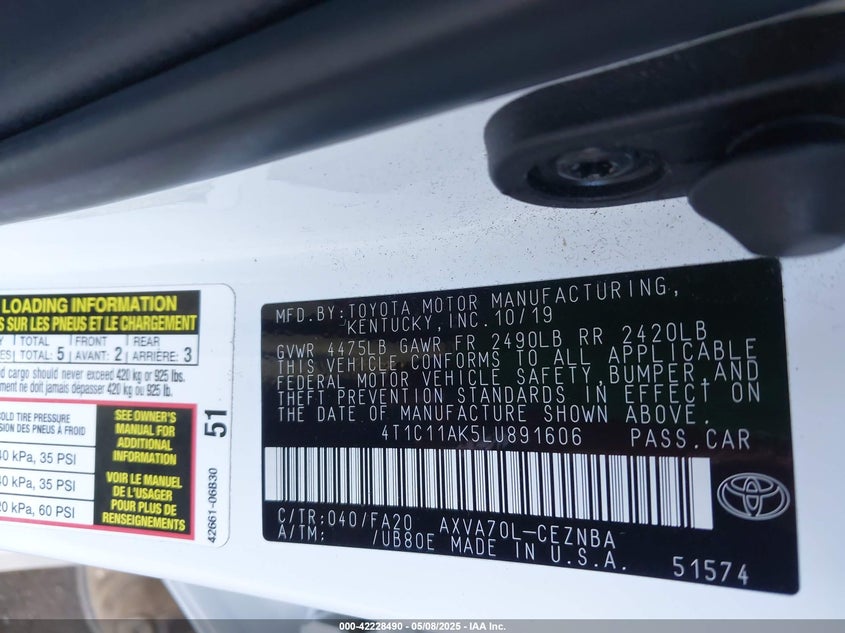 LOADING INFORMATION
S SUR LES PNEUS ET LE CHARGEMENT
TOTAL FRONT REAR
TOTAL: 5 AVANT: 2 ARRIÈRE: 3
d cargo should never exceed 420 kg or 925 lbs.
ment ne doit jamais dépasser 420 kg ou 925 lb.
OLD TIRE PRESSURE
SION DES PNEUS À FROID
40 kPa, 35 PSI
40 kPa, 35 PSI
20 kPa, 60 PSI
SEE OWNER'S
MANUAL FOR
ADDITIONAL
INFORMATION
VOIR LE MANUEL
DE L'USAGER
POUR PLUS DE
RENSEIGNEMENTS
51
42661-06B30
MFD.BY:TOYOTA MOTOR MANUFACTURING,
KENTUCKY,INC.10/19
GVWR 4475LB GAWR FR 2490LB RR 2420LB
THIS VEHICLE CONFORMS TO ALL APPLICABLE
FEDERAL MOTOR VEHICLE SAFETY,BUMPER,AND
THEFT PREVENTION STANDARDS IN EFFECT ON
THE DATE OF MANUFACTURE SHOWN ABOVE.
4T1C11AK5LU891606 PASS.CAR
C/TR:040/FA20 AXVA70L-CEZNBA
A/TM: /UB80E MADE IN U.S.A.
51574
000-42228490 - 05/08/2025 - IAA Inc.